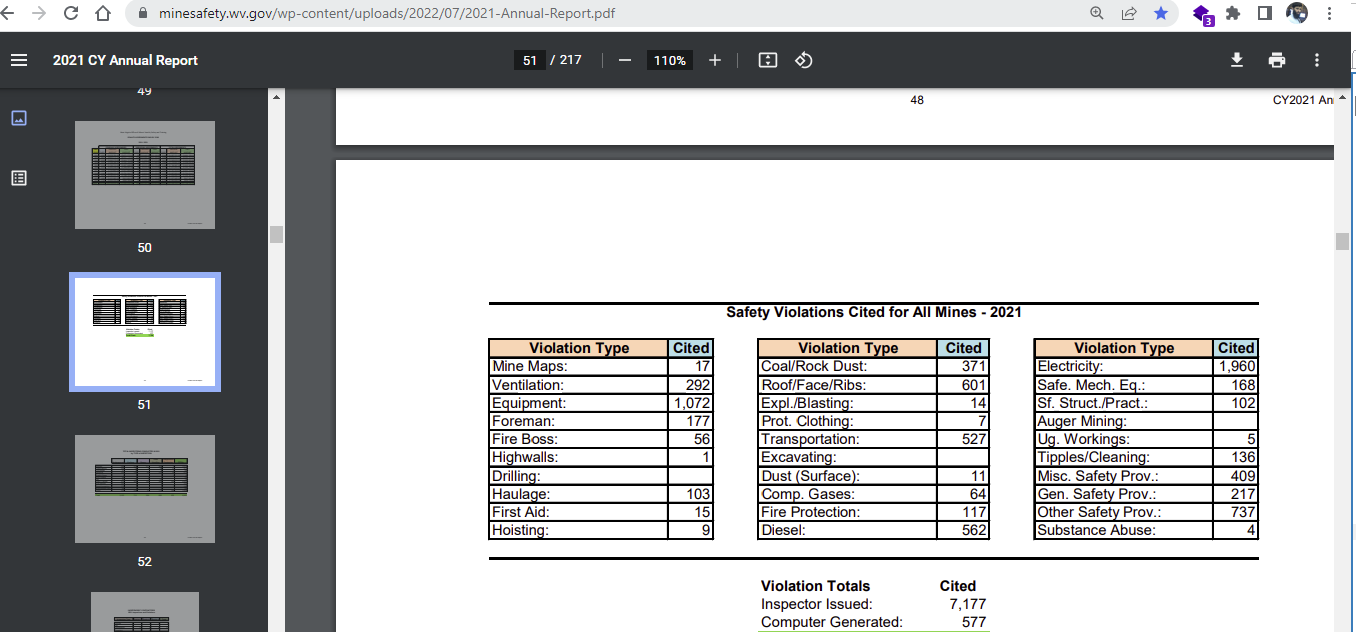 minesafety.wv.gov/wp-content/uploads/2022/07/2021-Annual-Report.pdf
3
2021 CY Annual Report
51 / 217
110%
49
50
51
52
48
CY2021 An
Safety Violations Cited for All Mines - 2021
Violation Type Cited
Mine Maps: 17
Ventilation: 292
Equipment: 1,072
Foreman: 177
Fire Boss: 56
Highwalls: 1
Drilling:
Haulage: 103
First Aid: 15
Hoisting: 9
Violation Type Cited
Coal/Rock Dust: 371
Roof/Face/Ribs: 601
Expl./Blasting: 14
Prot. Clothing: 7
Transportation: 527
Excavating:
Dust (Surface): 11
Comp. Gases: 64
Fire Protection: 117
Diesel: 562
Violation Type Cited
Electricity: 1,960
Safe. Mech. Eq.: 168
Sf. Struct./Pract.: 102
Auger Mining:
Ug. Workings: 5
Tipples/Cleaning: 136
Misc. Safety Prov.: 409
Gen. Safety Prov.: 217
Other Safety Prov.: 737
Substance Abuse: 4
Violation Totals Cited
Inspector Issued: 7,177
Computer Generated: 577